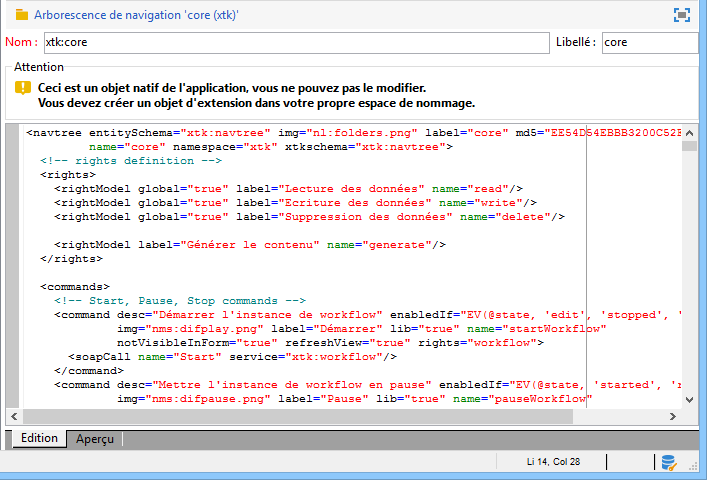 Arborescence de navigation 'core (xtk)'
Nom : xtk:core Libellé : core
Attention
Ceci est un objet natif de l'application, vous ne pouvez pas le modifier.
Vous devez créer un objet d'extension dans votre propre espace de nommage.
<navtree entitySchema="xtk:navtree" img="nl:folders.png" label="core" md5="EE54D54EBBB3200C52E
name="core" namespace="xtk" xtkschema="xtk:navtree">
<!-- rights definition -->
<rights>
<rightModel global="true" label="Lecture des données" name="read"/>
<rightModel global="true" label="Ecriture des données" name="write"/>
<rightModel global="true" label="Suppression des données" name="delete"/>
<rightModel label="Générer le contenu" name="generate"/>
</rights>
<commands>
<!-- Start, Pause, Stop commands -->
<command desc="Démarrer l'instance de workflow" enabledIf="EV(@state, 'edit', 'stopped', '
img="nms:difplay.png" label="Démarrer" lib="true" name="startWorkflow"
notVisibleInForm="true" refreshView="true" rights="workflow">
<soapCall name="Start" service="xtk:workflow"/>
</command>
<command desc="Mettre l'instance de workflow en pause" enabledIf="EV(@state, 'started', '
img="nms:difpause.png" label="Pause" lib="true" name="pauseWorkflow"
Edition Aperçu
Li 14, Col 28